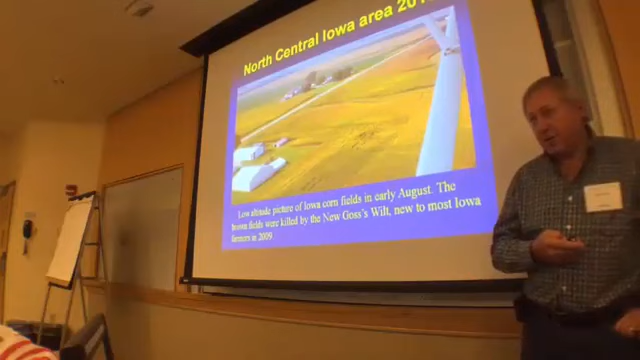 North Central Iowa area 201
Low altitude picture of Iowa corn fields in early August. The
brown fields were killed by the New Goss's Wilt, new to most Iowa
farmers in 2009